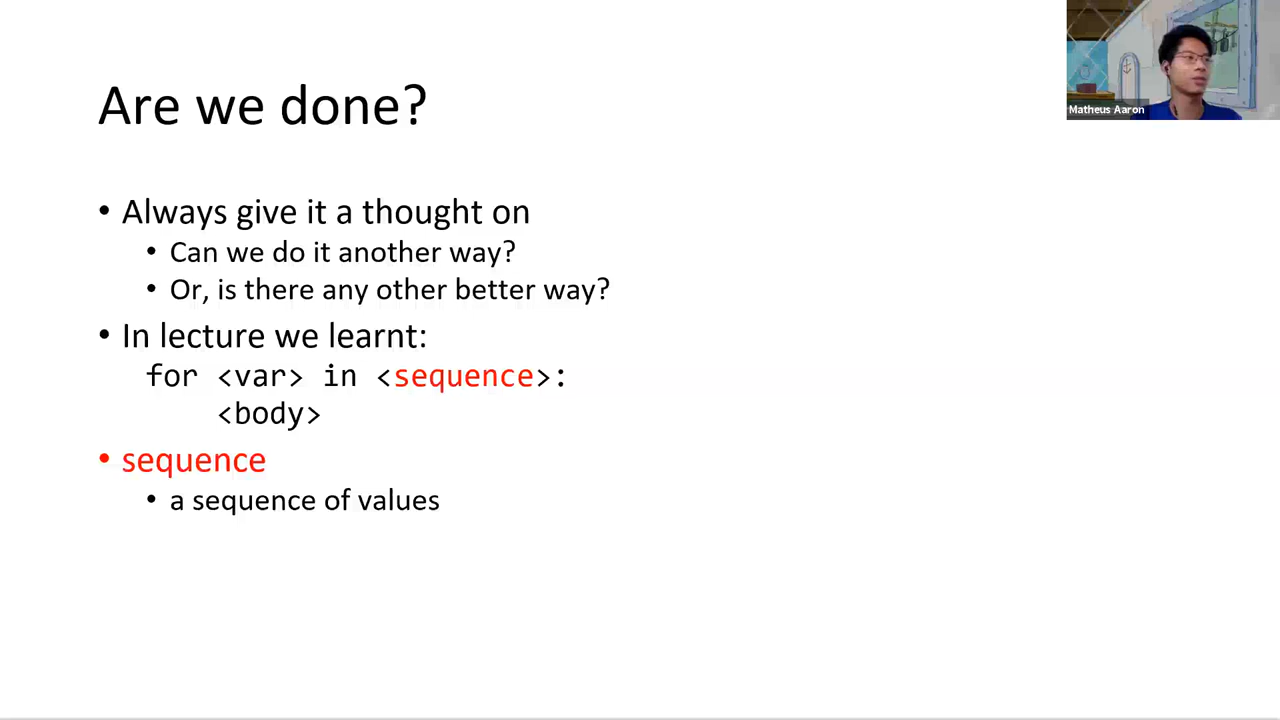 Are we done?
• Always give it a thought on
• Can we do it another way?
• Or, is there any other better way?
• In lecture we learnt:
for <var> in <sequence>:
<body>
• sequence
• a sequence of values
Matheus Aaron